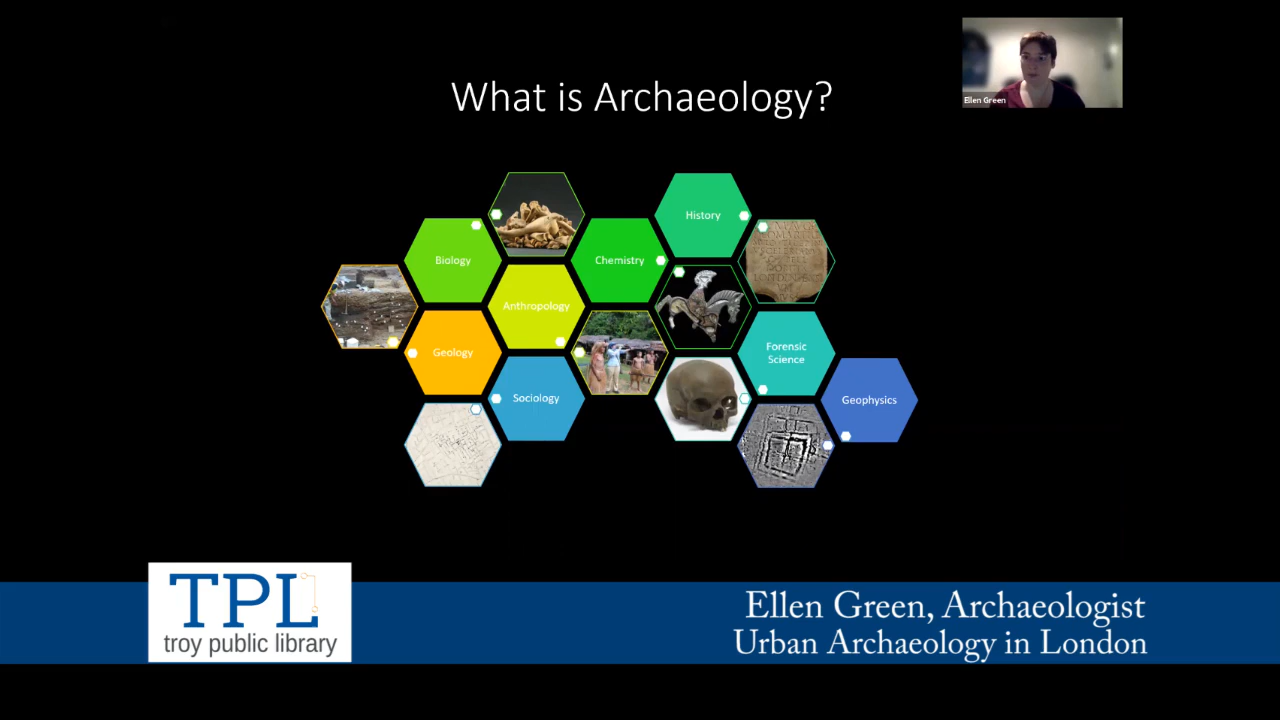 What is Archaeology?
Ellen Green
History
Biology
Chemistry
Anthropology
Geology
Forensic
Science
Sociology
Geophysics
TPL
troy public library
Ellen Green, Archaeologist
Urban Archaeology in London